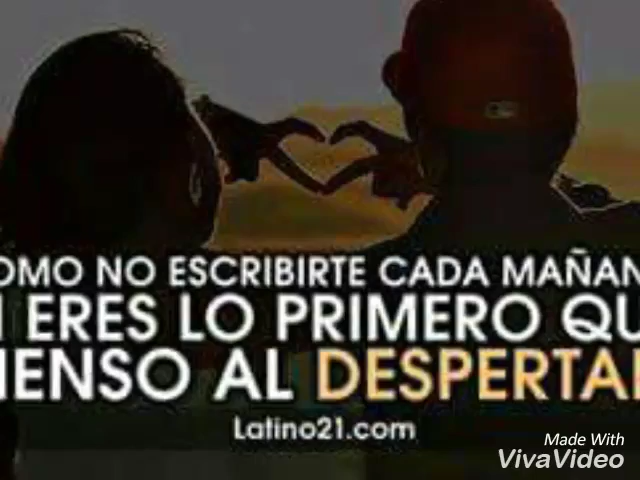 OMO NO ESCRIBIRTE CADA MAÑAN
I ERES LO PRIMERO QU
IENSO AL DESPERTA
Latino21.com
Made With
VivaVideo